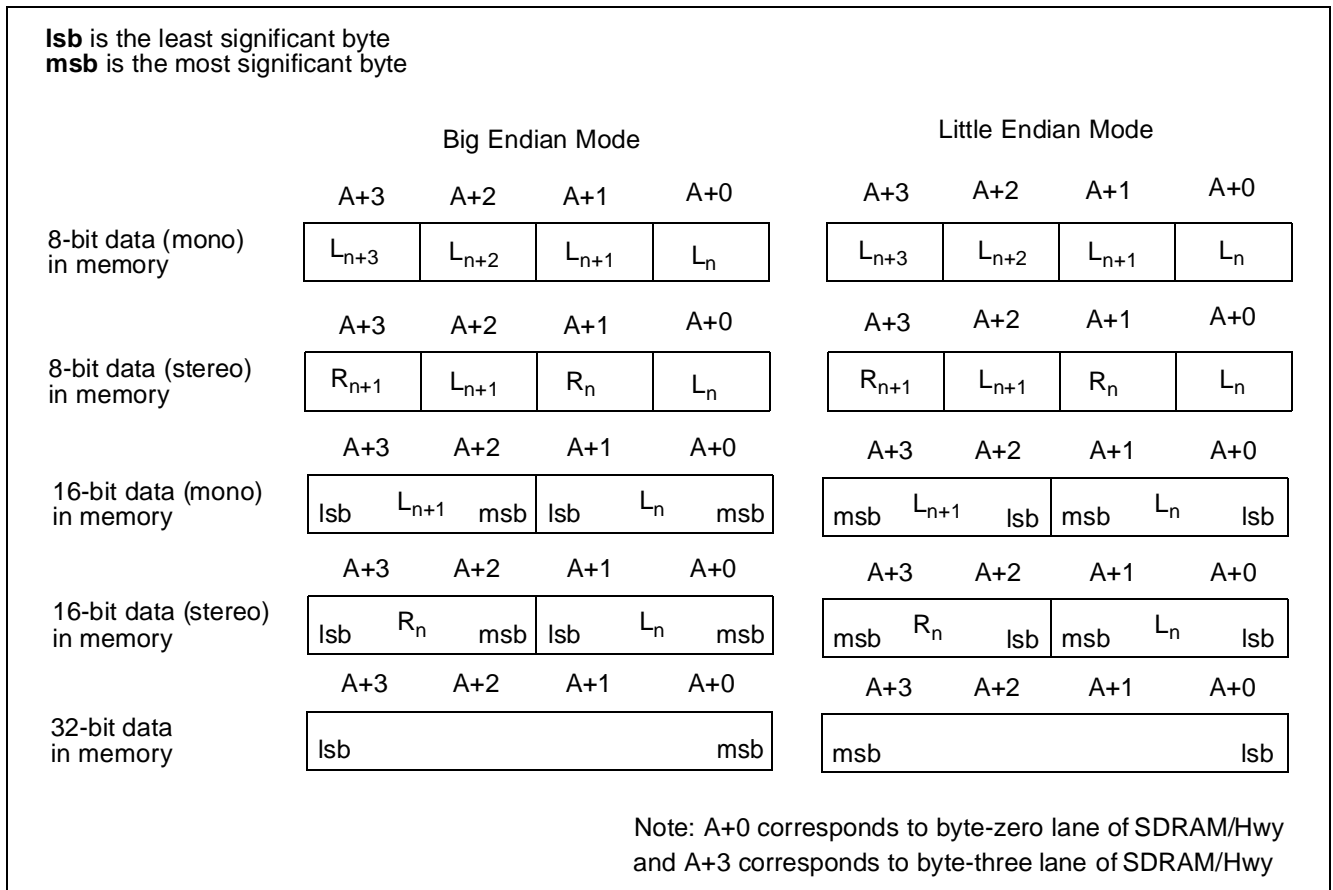 lsb is the least significant byte
msb is the most significant byte
Big Endian Mode
Little Endian Mode
A+3 A+2 A+1 A+0 A+3 A+2 A+1 A+0
8-bit data (mono)
in memory
Ln+3 Ln+2 Ln+1 Ln Ln+3 Ln+2 Ln+1 Ln
A+3 A+2 A+1 A+0 A+3 A+2 A+1 A+0
8-bit data (stereo)
in memory
Rn+1 Ln+1 Rn Ln Rn+1 Ln+1 Rn Ln
A+3 A+2 A+1 A+0 A+3 A+2 A+1 A+0
16-bit data (mono)
in memory
lsb Ln+1 msb lsb Ln msb msb Ln+1 lsb msb Ln lsb
A+3 A+2 A+1 A+0 A+3 A+2 A+1 A+0
16-bit data (stereo)
in memory
lsb Rn msb lsb Ln msb msb Rn lsb msb Ln lsb
A+3 A+2 A+1 A+0 A+3 A+2 A+1 A+0
32-bit data
in memory
lsb msb msb lsb
Note: A+0 corresponds to byte-zero lane of SDRAM/Hwy
and A+3 corresponds to byte-three lane of SDRAM/Hwy